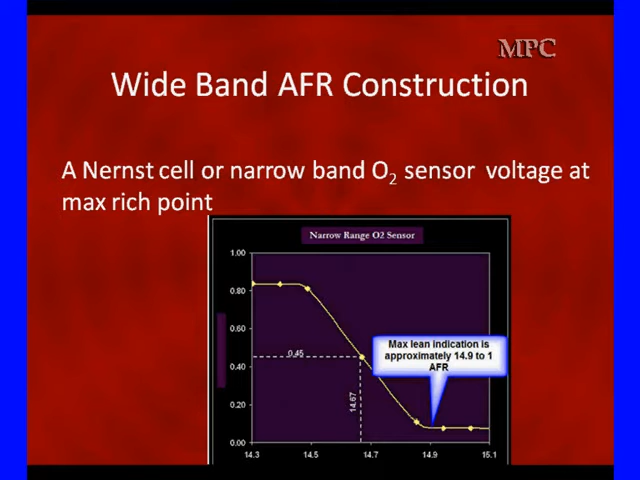 MPC
Wide Band AFR Construction
A Nernst cell or narrow band O2 sensor voltage at
max rich point
Narrow Range O2 Sensor
1.00
0.80
0.60
0.40
0.20
0.00
0.45
14.67
Max lean indication is
approximately 14.9 to 1
AFR
14.3 14.5 14.7 14.9 15.1